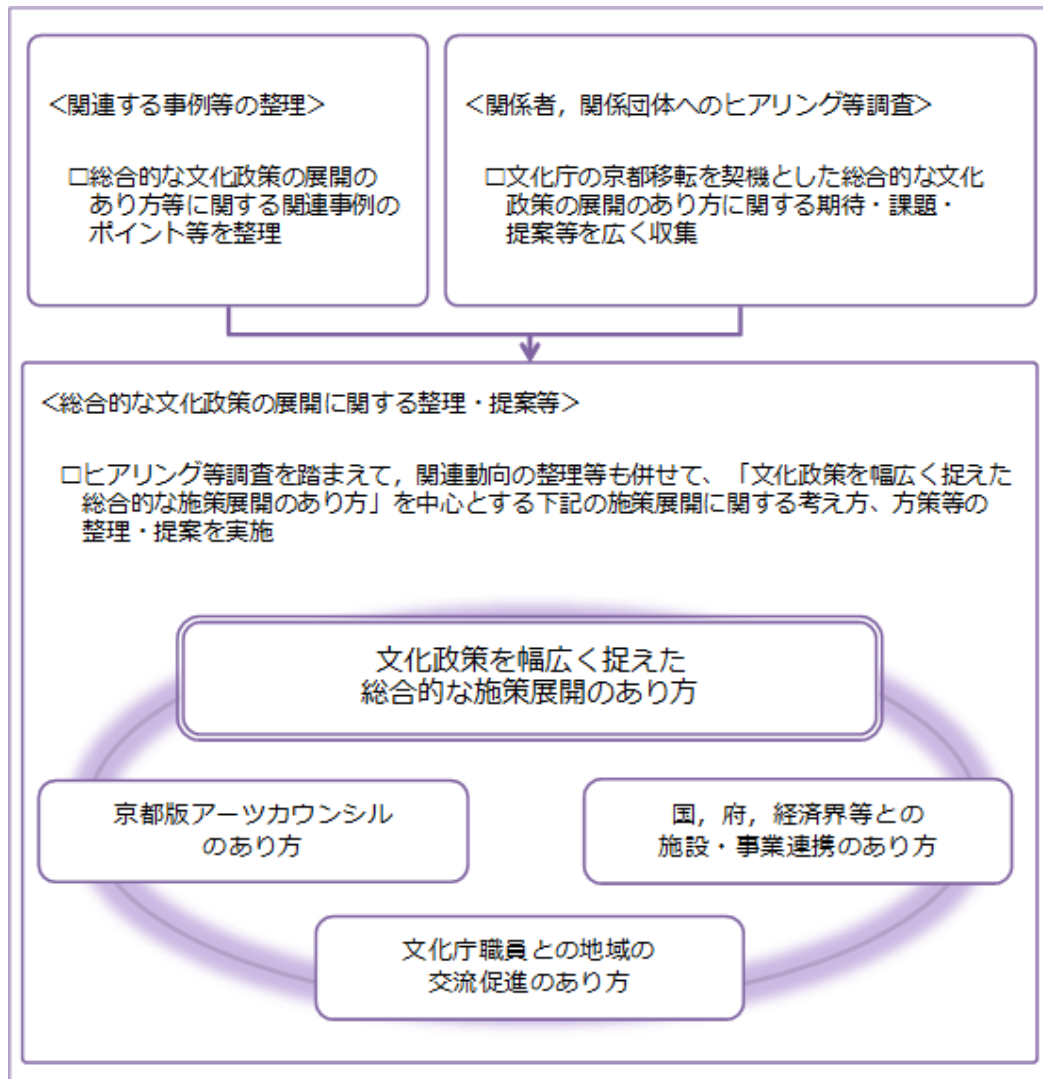 ＜関連する事例等の整理＞
□総合的な文化政策の展開の
あり方等に関する関連事例の
ポイント等を整理
＜関係者，関係団体へのヒアリング等調査＞
□文化庁の京都移転を契機とした総合的な文化
政策の展開のあり方に関する期待・課題・
提案等を広く収集
＜総合的な文化政策の展開に関する整理・提案等＞
□ヒアリング等調査を踏まえて，関連動向の整理等も併せて、「文化政策を幅広く捉えた
総合的な施策展開のあり方」を中心とする下記の施策展開に関する考え方、方策等の
整理・提案を実施
文化政策を幅広く捉えた
総合的な施策展開のあり方
京都版アーツカウンシル
のあり方
国，府，経済界等との
施設・事業連携のあり方
文化庁職員との地域の
交流促進のあり方